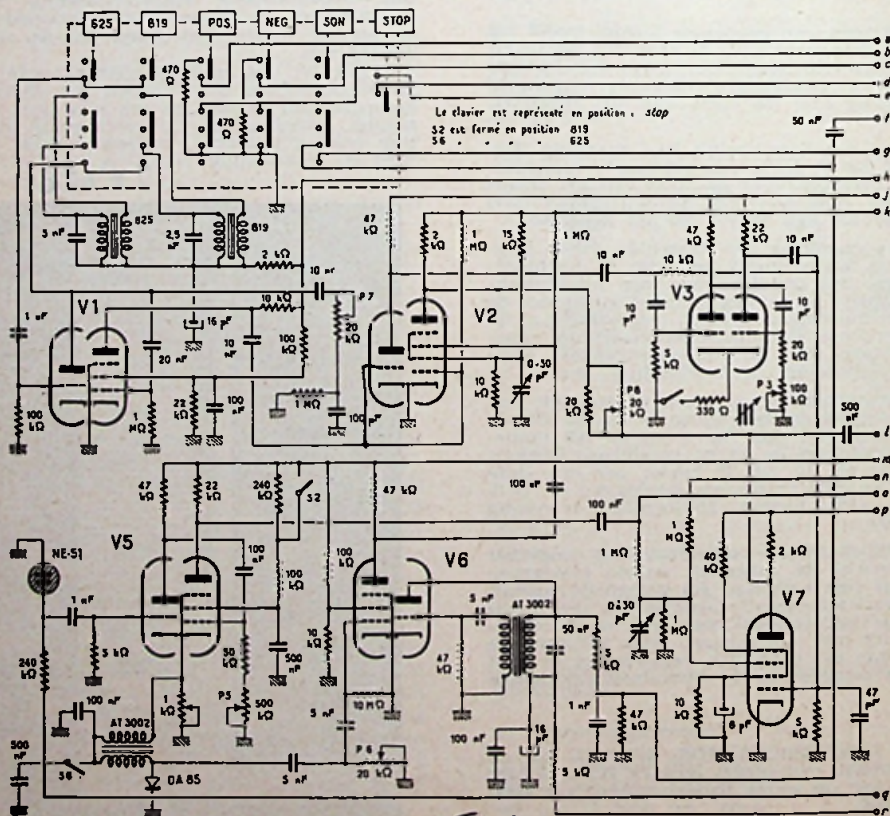 625 819 POS. NEG. SON STOP
470 Ω
470 Ω
Le clavier est représenté en position : stop
S2 est fermé en position 819
S6 " " " 625
a
b
c
d
e
f
g
h
j
k
50 nF
5 nF
825
2,5
819
2 kΩ
10 kΩ
16 µF
10 nF
P7
20 kΩ
47 kΩ
2 kΩ
1 MΩ
15 kΩ
1 MΩ
10 nF
10 kΩ
47 kΩ
22 kΩ
10 nF
V1
V2
V3
1 nF
100 kΩ
20 nF
1 MΩ
22 kΩ
100 nF
10 nF
100 kΩ
1 MΩ
100 pF
10 kΩ
0-30 pF
20 kΩ
P8
20 kΩ
10 pF
5 kΩ
330 Ω
P3
10 pF
20 kΩ
100 kΩ
500 nF
l
m
n
o
p
NE-51
V5
V6
V7
47 kΩ
22 kΩ
240 kΩ
S2
47 kΩ
100 nF
100 nF
1 nF
5 kΩ
240 kΩ
100 nF
50 kΩ
P5
500 kΩ
100 kΩ
500 nF
100 kΩ
10 kΩ
1 kΩ
100 nF
AT3002
500 nF
S6
OA 85
5 nF
5 nF
10 MΩ
P6
20 kΩ
47 kΩ
5 nF
AT3002
100 nF
16 µF
50 nF
5 kΩ
1 nF
47 kΩ
5 kΩ
1 MΩ
0à30 pF
1 MΩ
1 MΩ
40 kΩ
2 kΩ
10 kΩ
8 µF
5 kΩ
47 pF
q
r